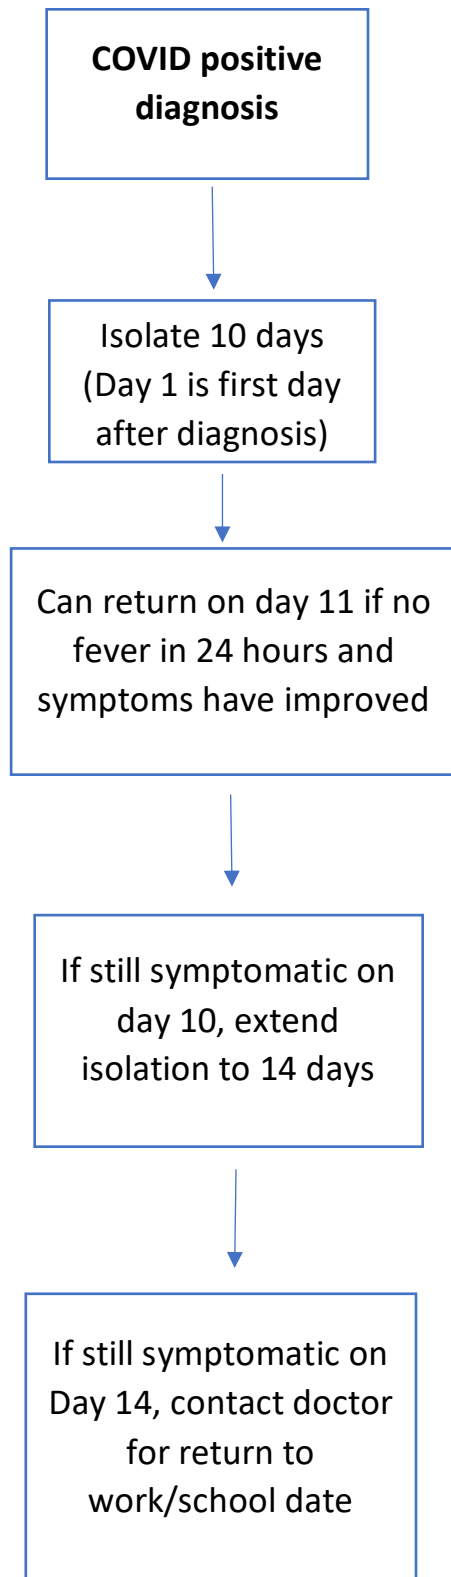 COVID positive
diagnosis
Isolate 10 days
(Day 1 is first day
after diagnosis)
Can return on day 11 if no
fever in 24 hours and
symptoms have improved
If still symptomatic on
day 10, extend
isolation to 14 days
If still symptomatic on
Day 14, contact doctor
for return to
work/school date